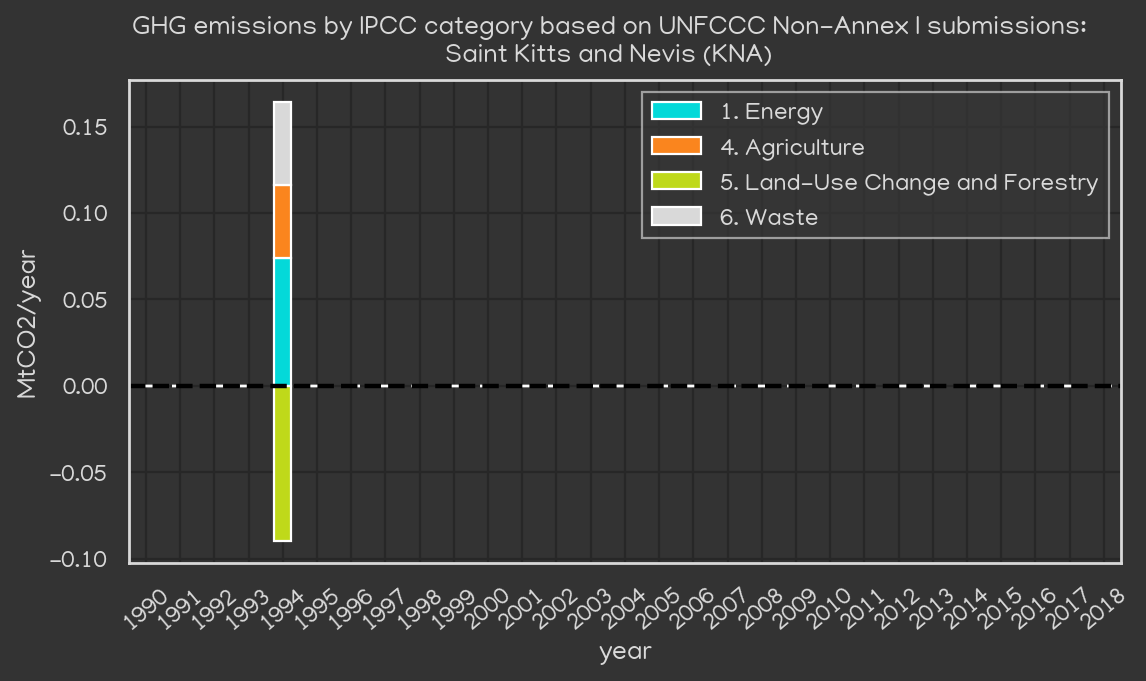 GHG emissions by IPCC category based on UNFCCC Non-Annex I submissions:
Saint Kitts and Nevis (KNA)
1. Energy
4. Agriculture
5. Land-Use Change and Forestry
6. Waste
MtCO2/year
0.15
0.10
0.05
0.00
-0.05
-0.10
1990 1991 1992 1993 1994 1995 1996 1997 1998 1999 2000 2001 2002 2003 2004 2005 2006 2007 2008 2009 2010 2011 2012 2013 2014 2015 2016 2017 2018
year